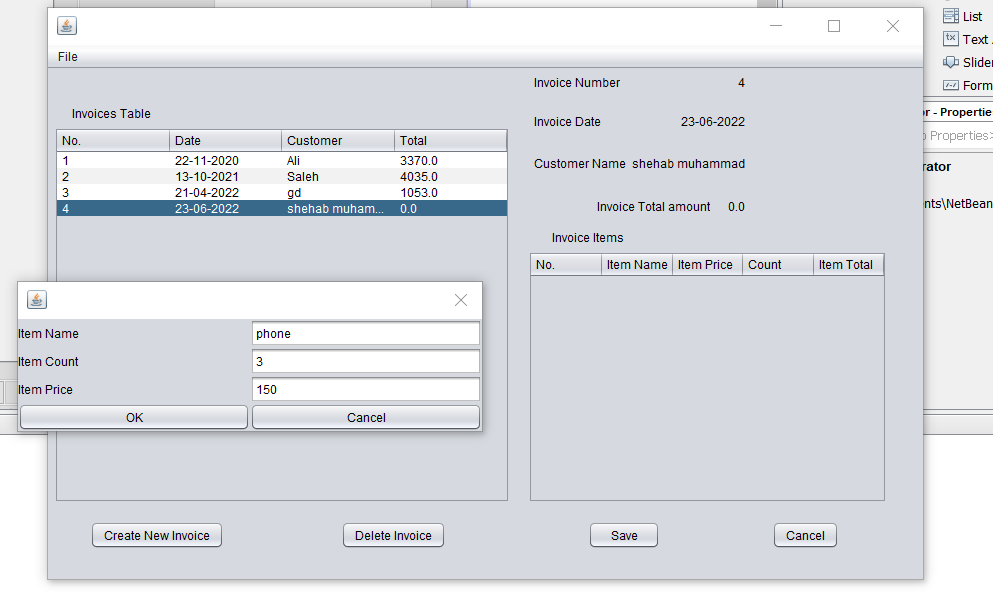 List
Text
Slider
Form
File
Invoice Number 4
Invoices Table
Invoice Date 23-06-2022
Customer Name shehab muhammad
Invoice Total amount 0.0
Invoice Items
No. Date Customer Total
1 22-11-2020 Ali 3370.0
2 13-10-2021 Saleh 4035.0
3 21-04-2022 gd 1053.0
4 23-06-2022 shehab muham... 0.0
No. Item Name Item Price Count Item Total
Item Name phone
Item Count 3
Item Price 150
OK Cancel
Create New Invoice Delete Invoice Save Cancel
or - Properties
Properties>
rator
nts\NetBean